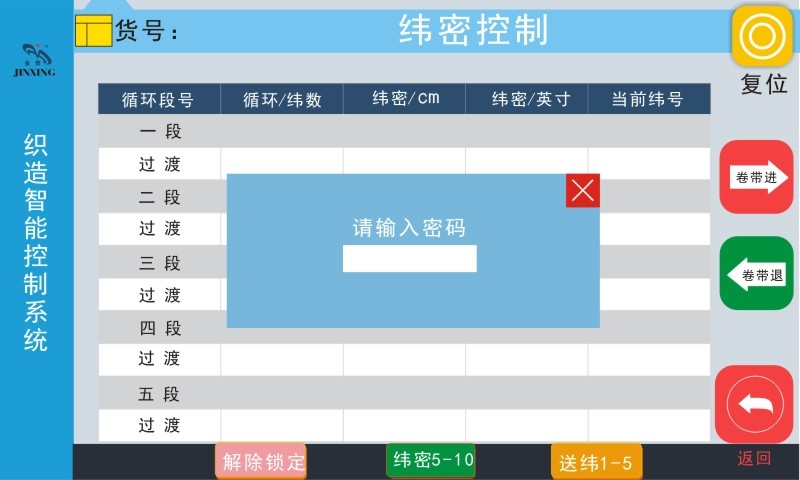 货号：
纬密控制
JINXING
复位
织造智能控制系统
循环段号 循环/纬数 纬密/cm 纬密/英寸 当前纬号
一 段
过 渡
二 段
过 渡
三 段
过 渡
四 段
过 渡
五 段
过 渡
请输入密码
卷带进
卷带退
解除锁定 纬密5-10 送纬1-5
返回